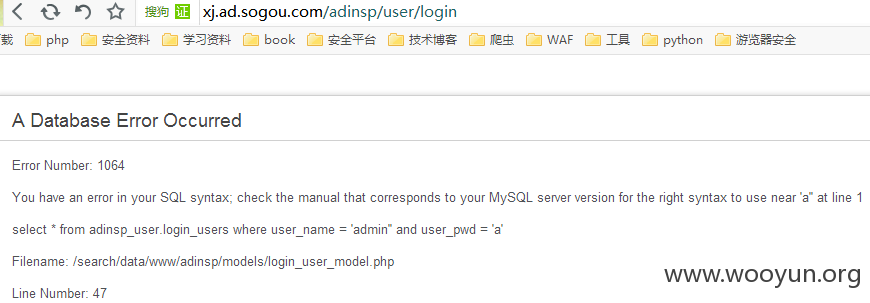 搜狗 证 xj.ad.sogou.com/adinsp/user/login
载 php 安全资料 学习资料 book 安全平台 技术博客 爬虫 WAF 工具 python 游览器安全
A Database Error Occurred
Error Number: 1064
You have an error in your SQL syntax; check the manual that corresponds to your MySQL server version for the right syntax to use near 'a'' at line 1
select * from adinsp_user.login_users where user_name = 'admin'' and user_pwd = 'a'
Filename: /search/data/www/adinsp/models/login_user_model.php
www.wooyun.org
Line Number: 47